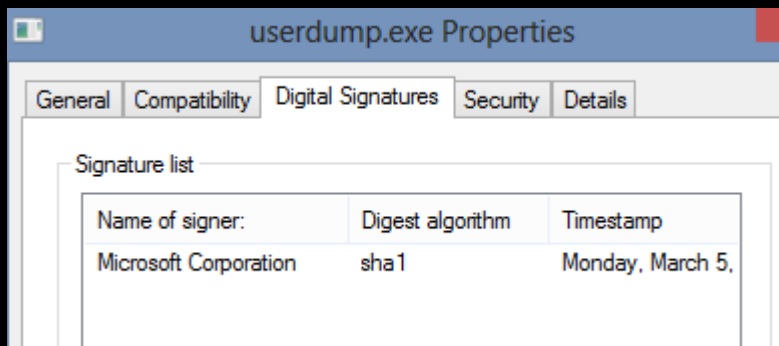 userdump.exe Properties
General Compatibility Digital Signatures Security Details
Signature list
Name of signer: Digest algorithm Timestamp
Microsoft Corporation sha1 Monday, March 5,